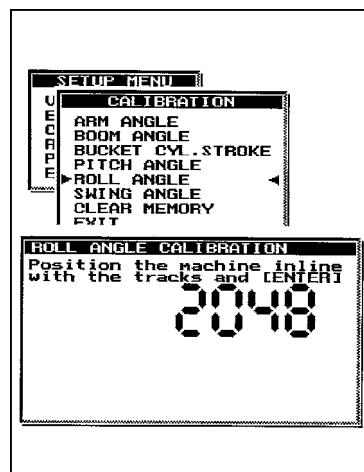 SETUP MENU
CALIBRATION
U
E
C
R
P
E
ARM ANGLE
BOOM ANGLE
BUCKET CYL.STROKE
PITCH ANGLE
ROLL ANGLE
SWING ANGLE
CLEAR MEMORY
EXIT
ROLL ANGLE CALIBRATION
Position the machine inline
with the tracks and [ENTER]
2048